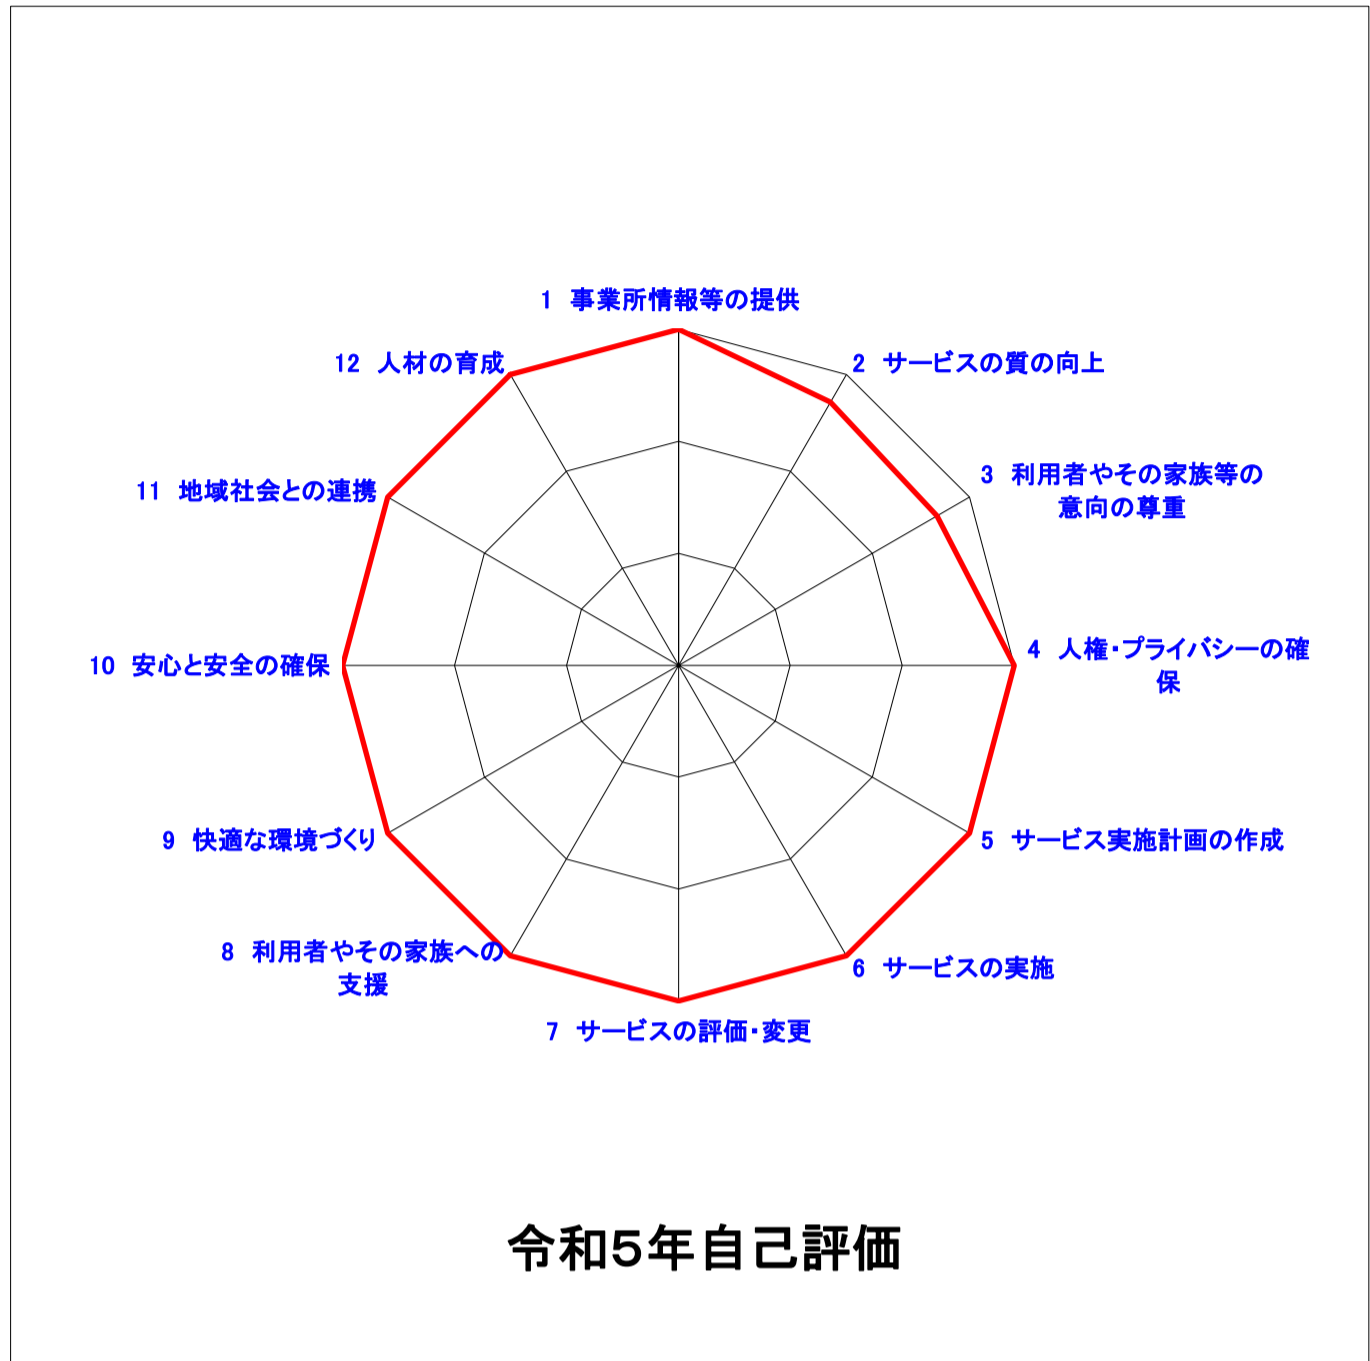 1 事業所情報等の提供
2 サービスの質の向上
3 利用者やその家族等の
意向の尊重
4 人権・プライバシーの確
保
5 サービス実施計画の作成
6 サービスの実施
7 サービスの評価・変更
8 利用者やその家族への
支援
9 快適な環境づくり
10 安心と安全の確保
11 地域社会との連携
12 人材の育成
令和5年自己評価